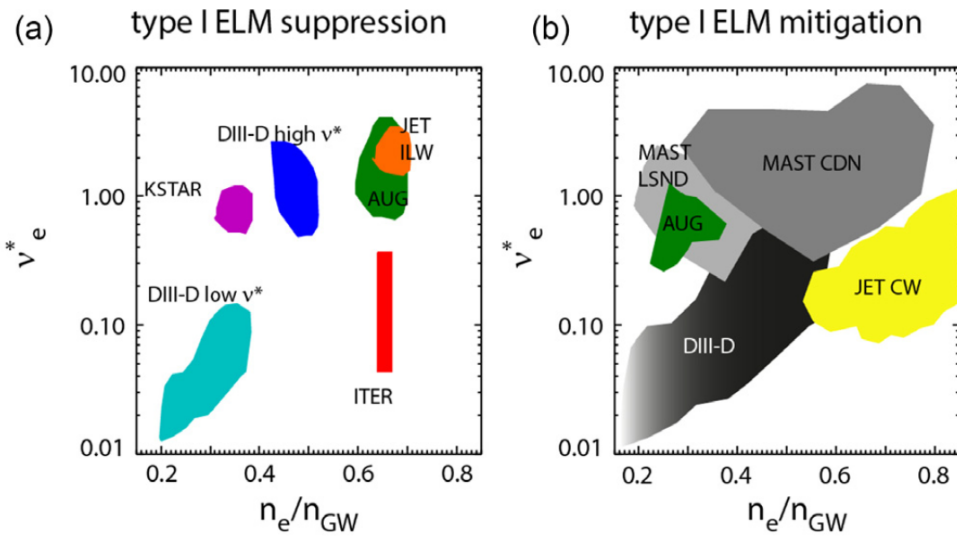 (a) type I ELM suppression
10.00
1.00
0.10
0.01
ν*e
DIII-D high ν*
JET
ILW
KSTAR
AUG
DIII-D low ν*
ITER
0.2 0.4 0.6 0.8
ne/nGW
(b) type I ELM mitigation
10.00
1.00
0.10
0.01
ν*e
MAST
LSND
MAST CDN
AUG
JET CW
DIII-D
0.2 0.4 0.6 0.8
ne/nGW